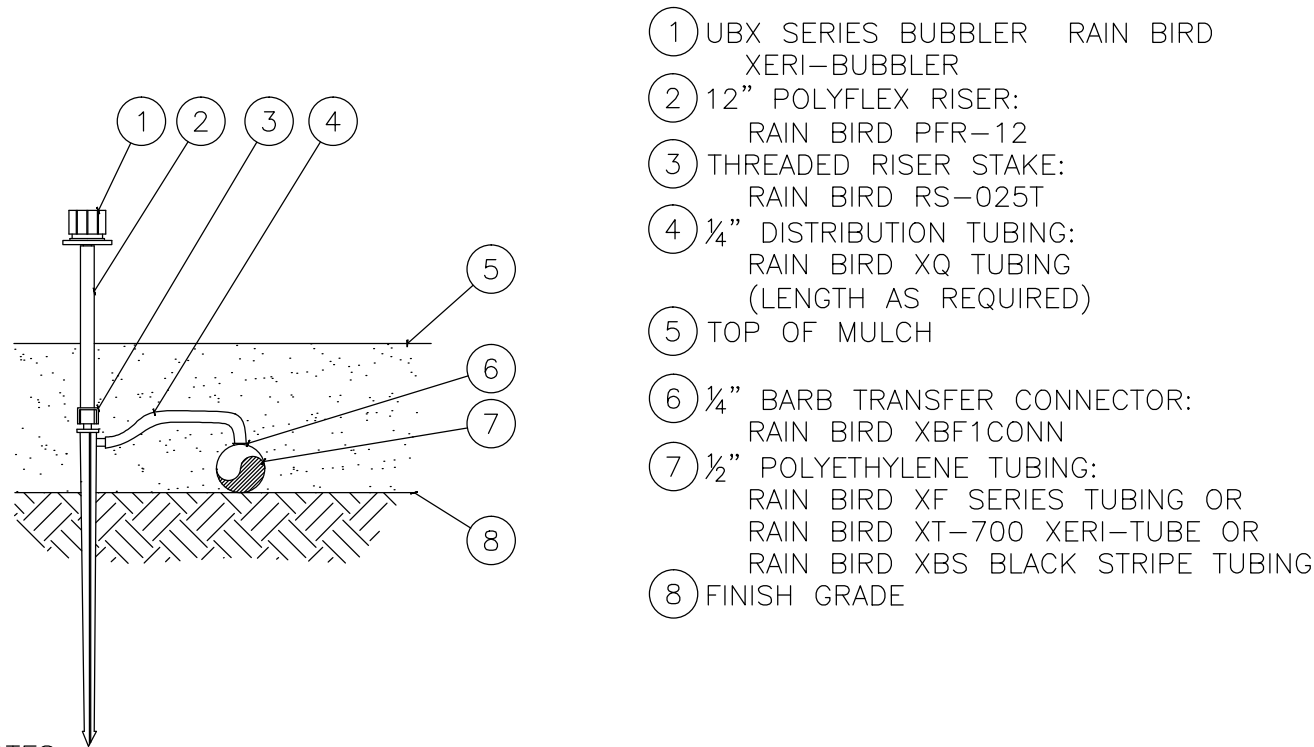 1 UBX SERIES BUBBLER RAIN BIRD
XERI-BUBBLER
2 12” POLYFLEX RISER:
RAIN BIRD PFR-12
3 THREADED RISER STAKE:
RAIN BIRD RS-025T
4 ¼” DISTRIBUTION TUBING:
RAIN BIRD XQ TUBING
(LENGTH AS REQUIRED)
5 TOP OF MULCH
6 ¼” BARB TRANSFER CONNECTOR:
RAIN BIRD XBF1CONN
7 ½” POLYETHYLENE TUBING:
RAIN BIRD XF SERIES TUBING OR
RAIN BIRD XT-700 XERI-TUBE OR
RAIN BIRD XBS BLACK STRIPE TUBING
8 FINISH GRADE
1 2 3 4
5
6
7
8